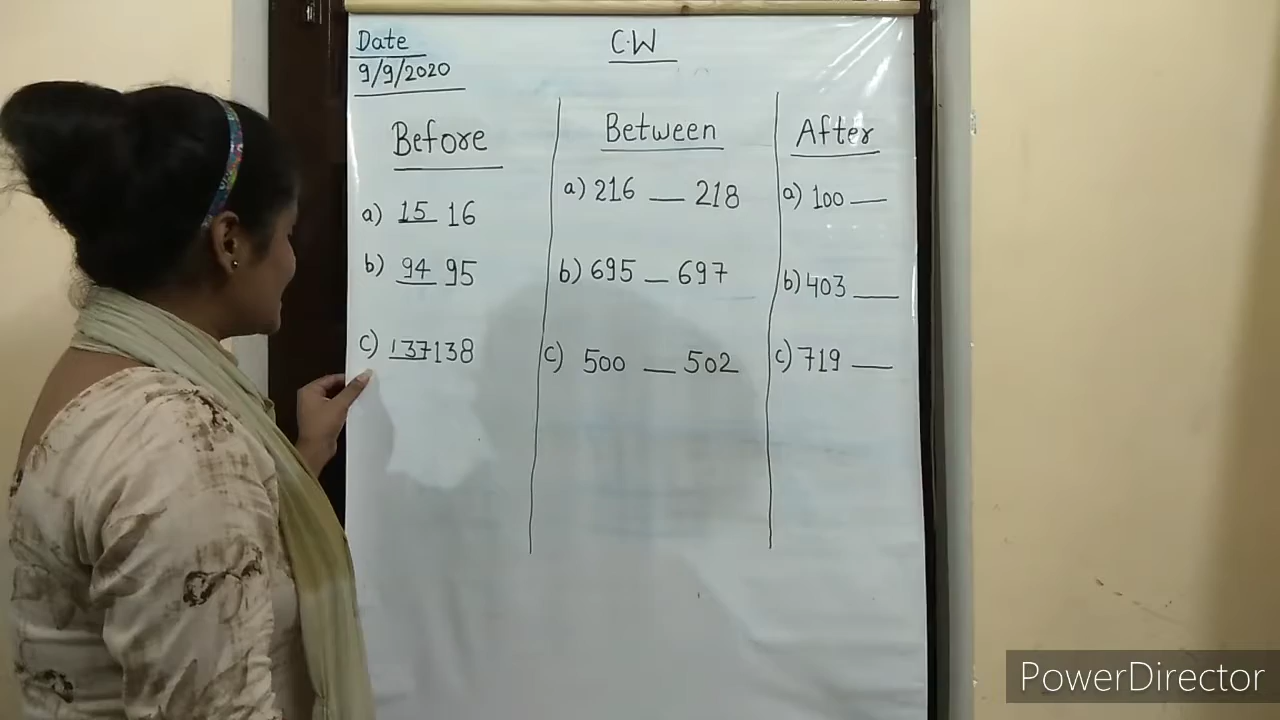 Date
9/9/2020
C.W
Before
a) 15 16
b) 94 95
c) 137 138
Between
a) 216 __ 218
b) 695 __ 697
c) 500 __ 502
After
a) 100 __
b) 403 __
c) 719 __
PowerDirector